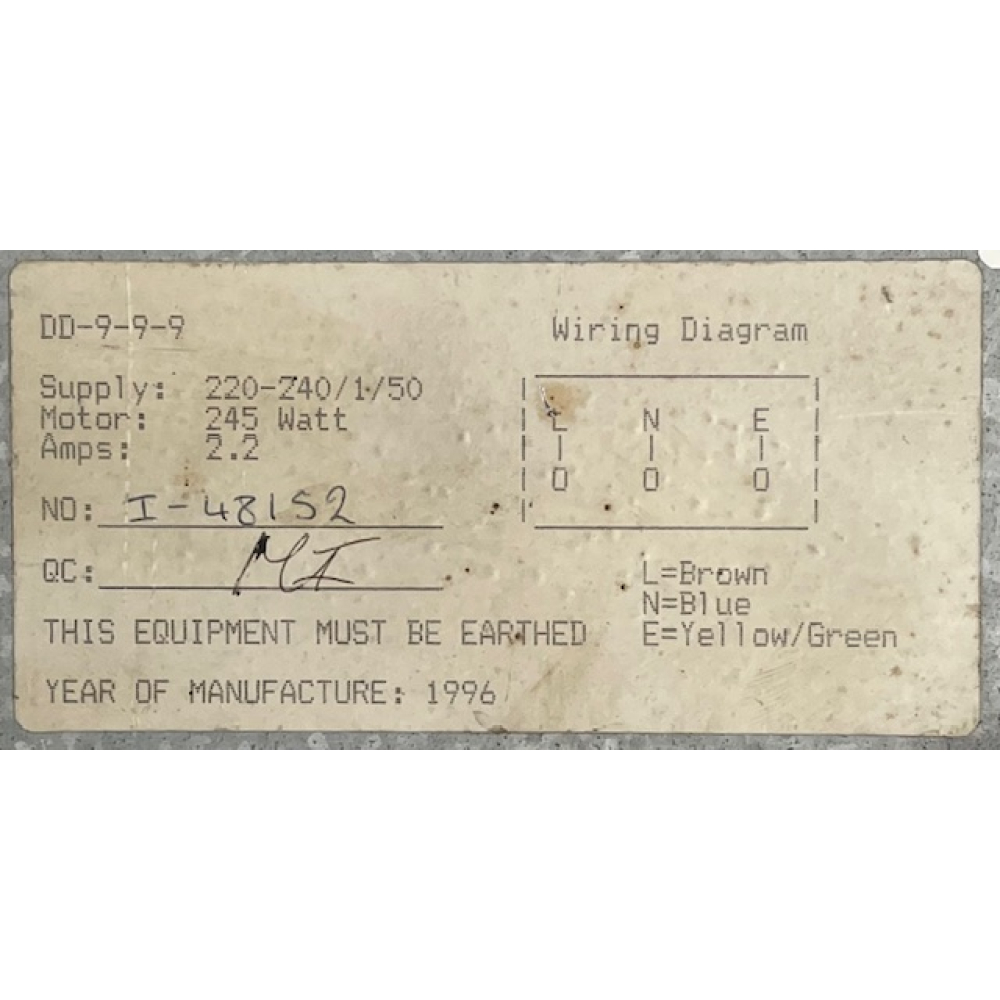 DD-9-9-9
Supply: 220-240/1/50
Motor: 245 Watt
Amps: 2.2
NO: I-48152
QC: MI
THIS EQUIPMENT MUST BE EARTHED
YEAR OF MANUFACTURE: 1996
Wiring Diagram
L N E
O O O
L=Brown
N=Blue
E=Yellow/Green